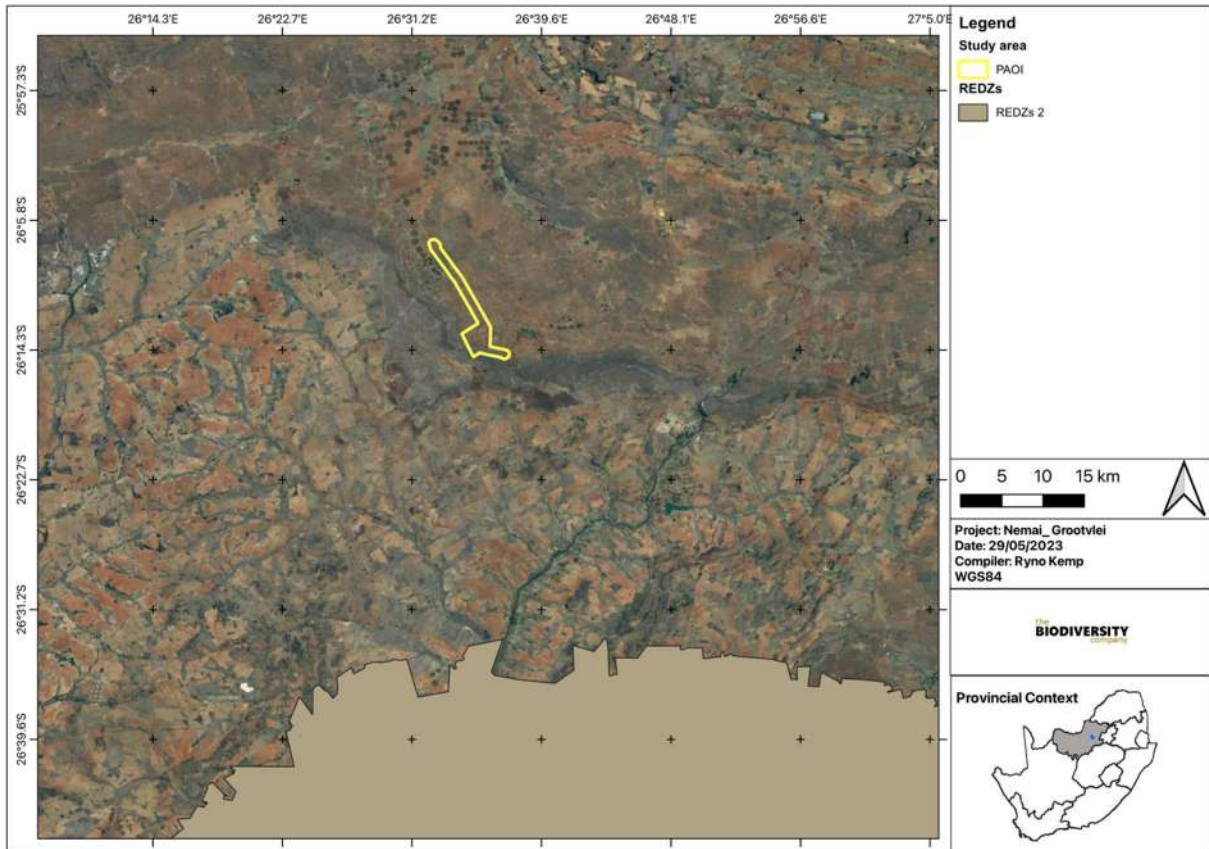 26°14.3'E 26°22.7'E 26°31.2'E 26°39.6'E 26°48.1'E 26°56.6'E 27°5.0'E
25°57.3'S
26°5.8'S
26°14.3'S
26°22.7'S
26°31.2'S
26°39.6'S
Legend
Study area
PAOI
REDZs
REDZs 2
0 5 10 15 km
Project: Nemai_Grootvlei
Date: 29/05/2023
Compiler: Ryno Kemp
WGS84
the
BIODIVERSITY
company
Provincial Context